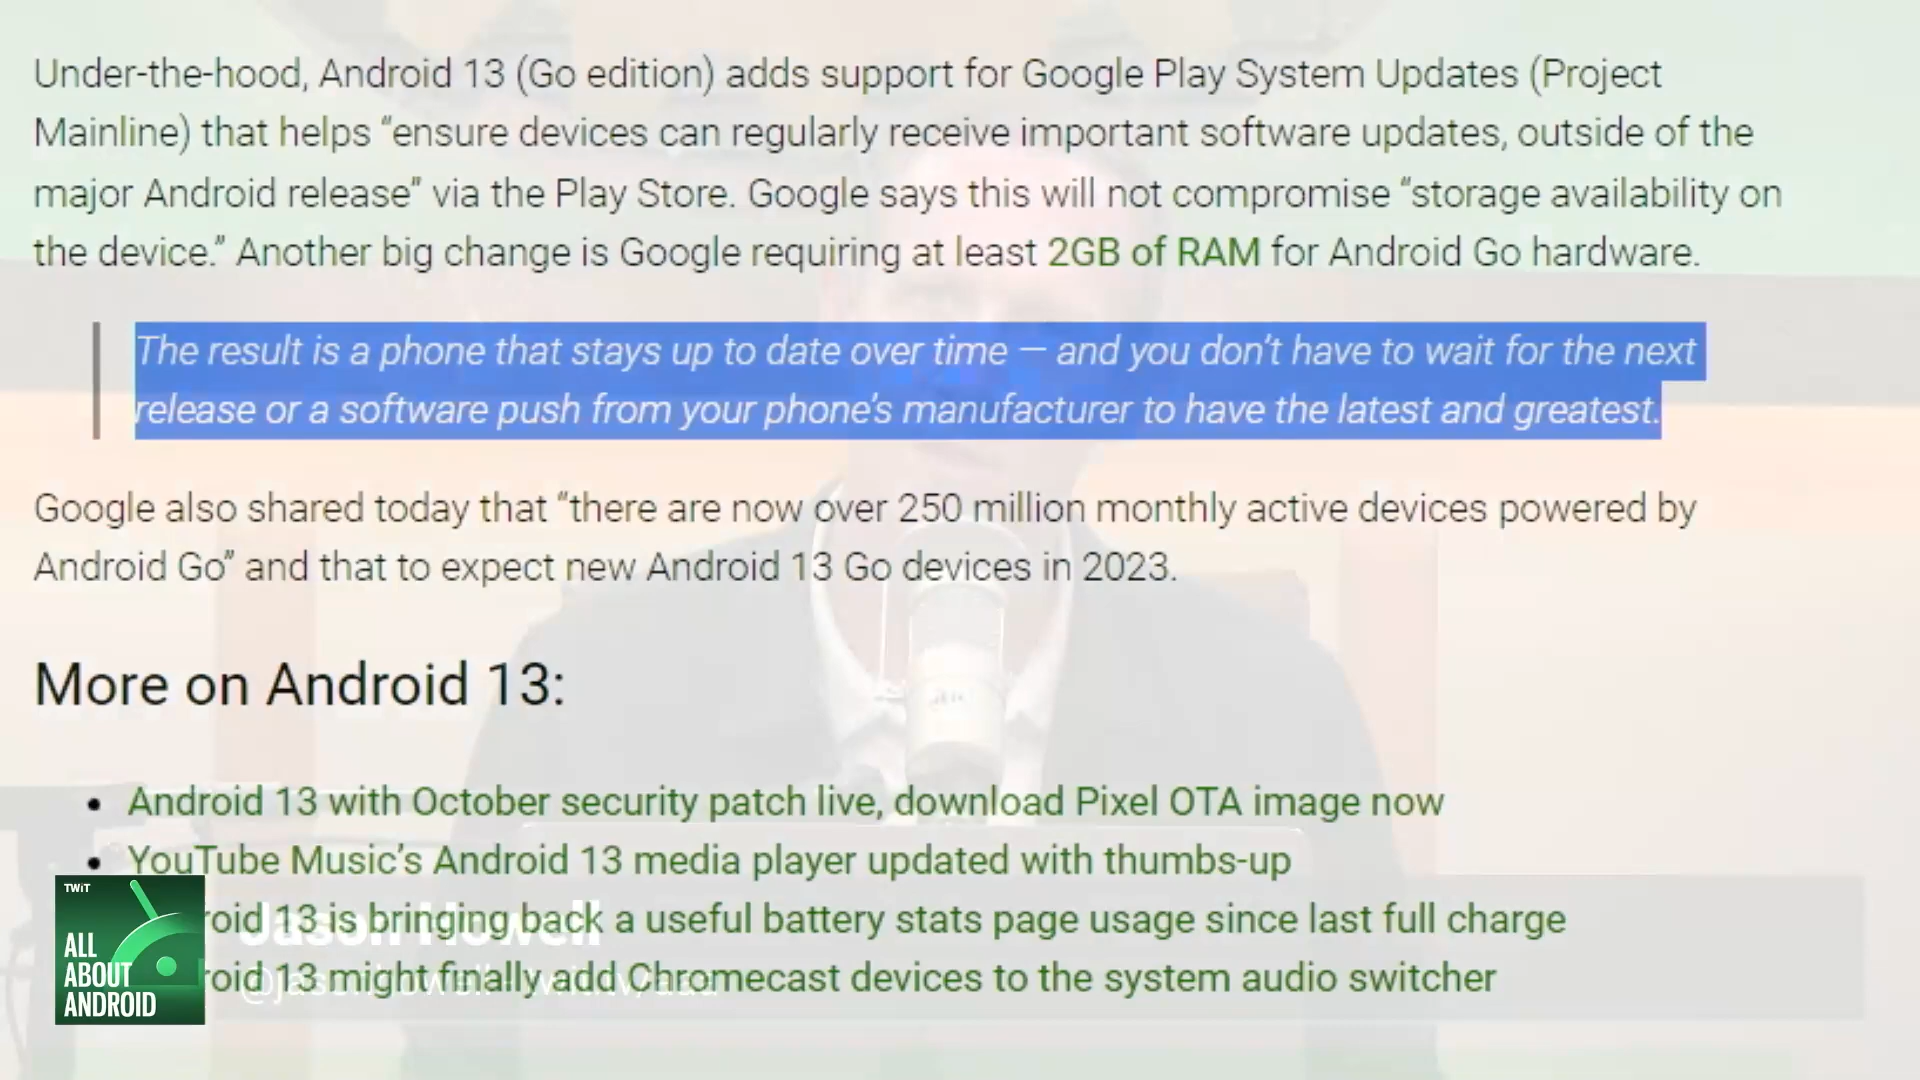 Under-the-hood, Android 13 (Go edition) adds support for Google Play System Updates (Project
Mainline) that helps “ensure devices can regularly receive important software updates, outside of the
major Android release” via the Play Store. Google says this will not compromise “storage availability on
the device.” Another big change is Google requiring at least 2GB of RAM for Android Go hardware.
The result is a phone that stays up to date over time — and you don’t have to wait for the next
release or a software push from your phone’s manufacturer to have the latest and greatest.
Google also shared today that “there are now over 250 million monthly active devices powered by
Android Go” and that to expect new Android 13 Go devices in 2023.
More on Android 13:
• Android 13 with October security patch live, download Pixel OTA image now
• YouTube Music’s Android 13 media player updated with thumbs-up
roid 13 is bringing back a useful battery stats page usage since last full charge
roid 13 might finally add Chromecast devices to the system audio switcher
TWiT
ALL
ABOUT
ANDROID
Jason Howell